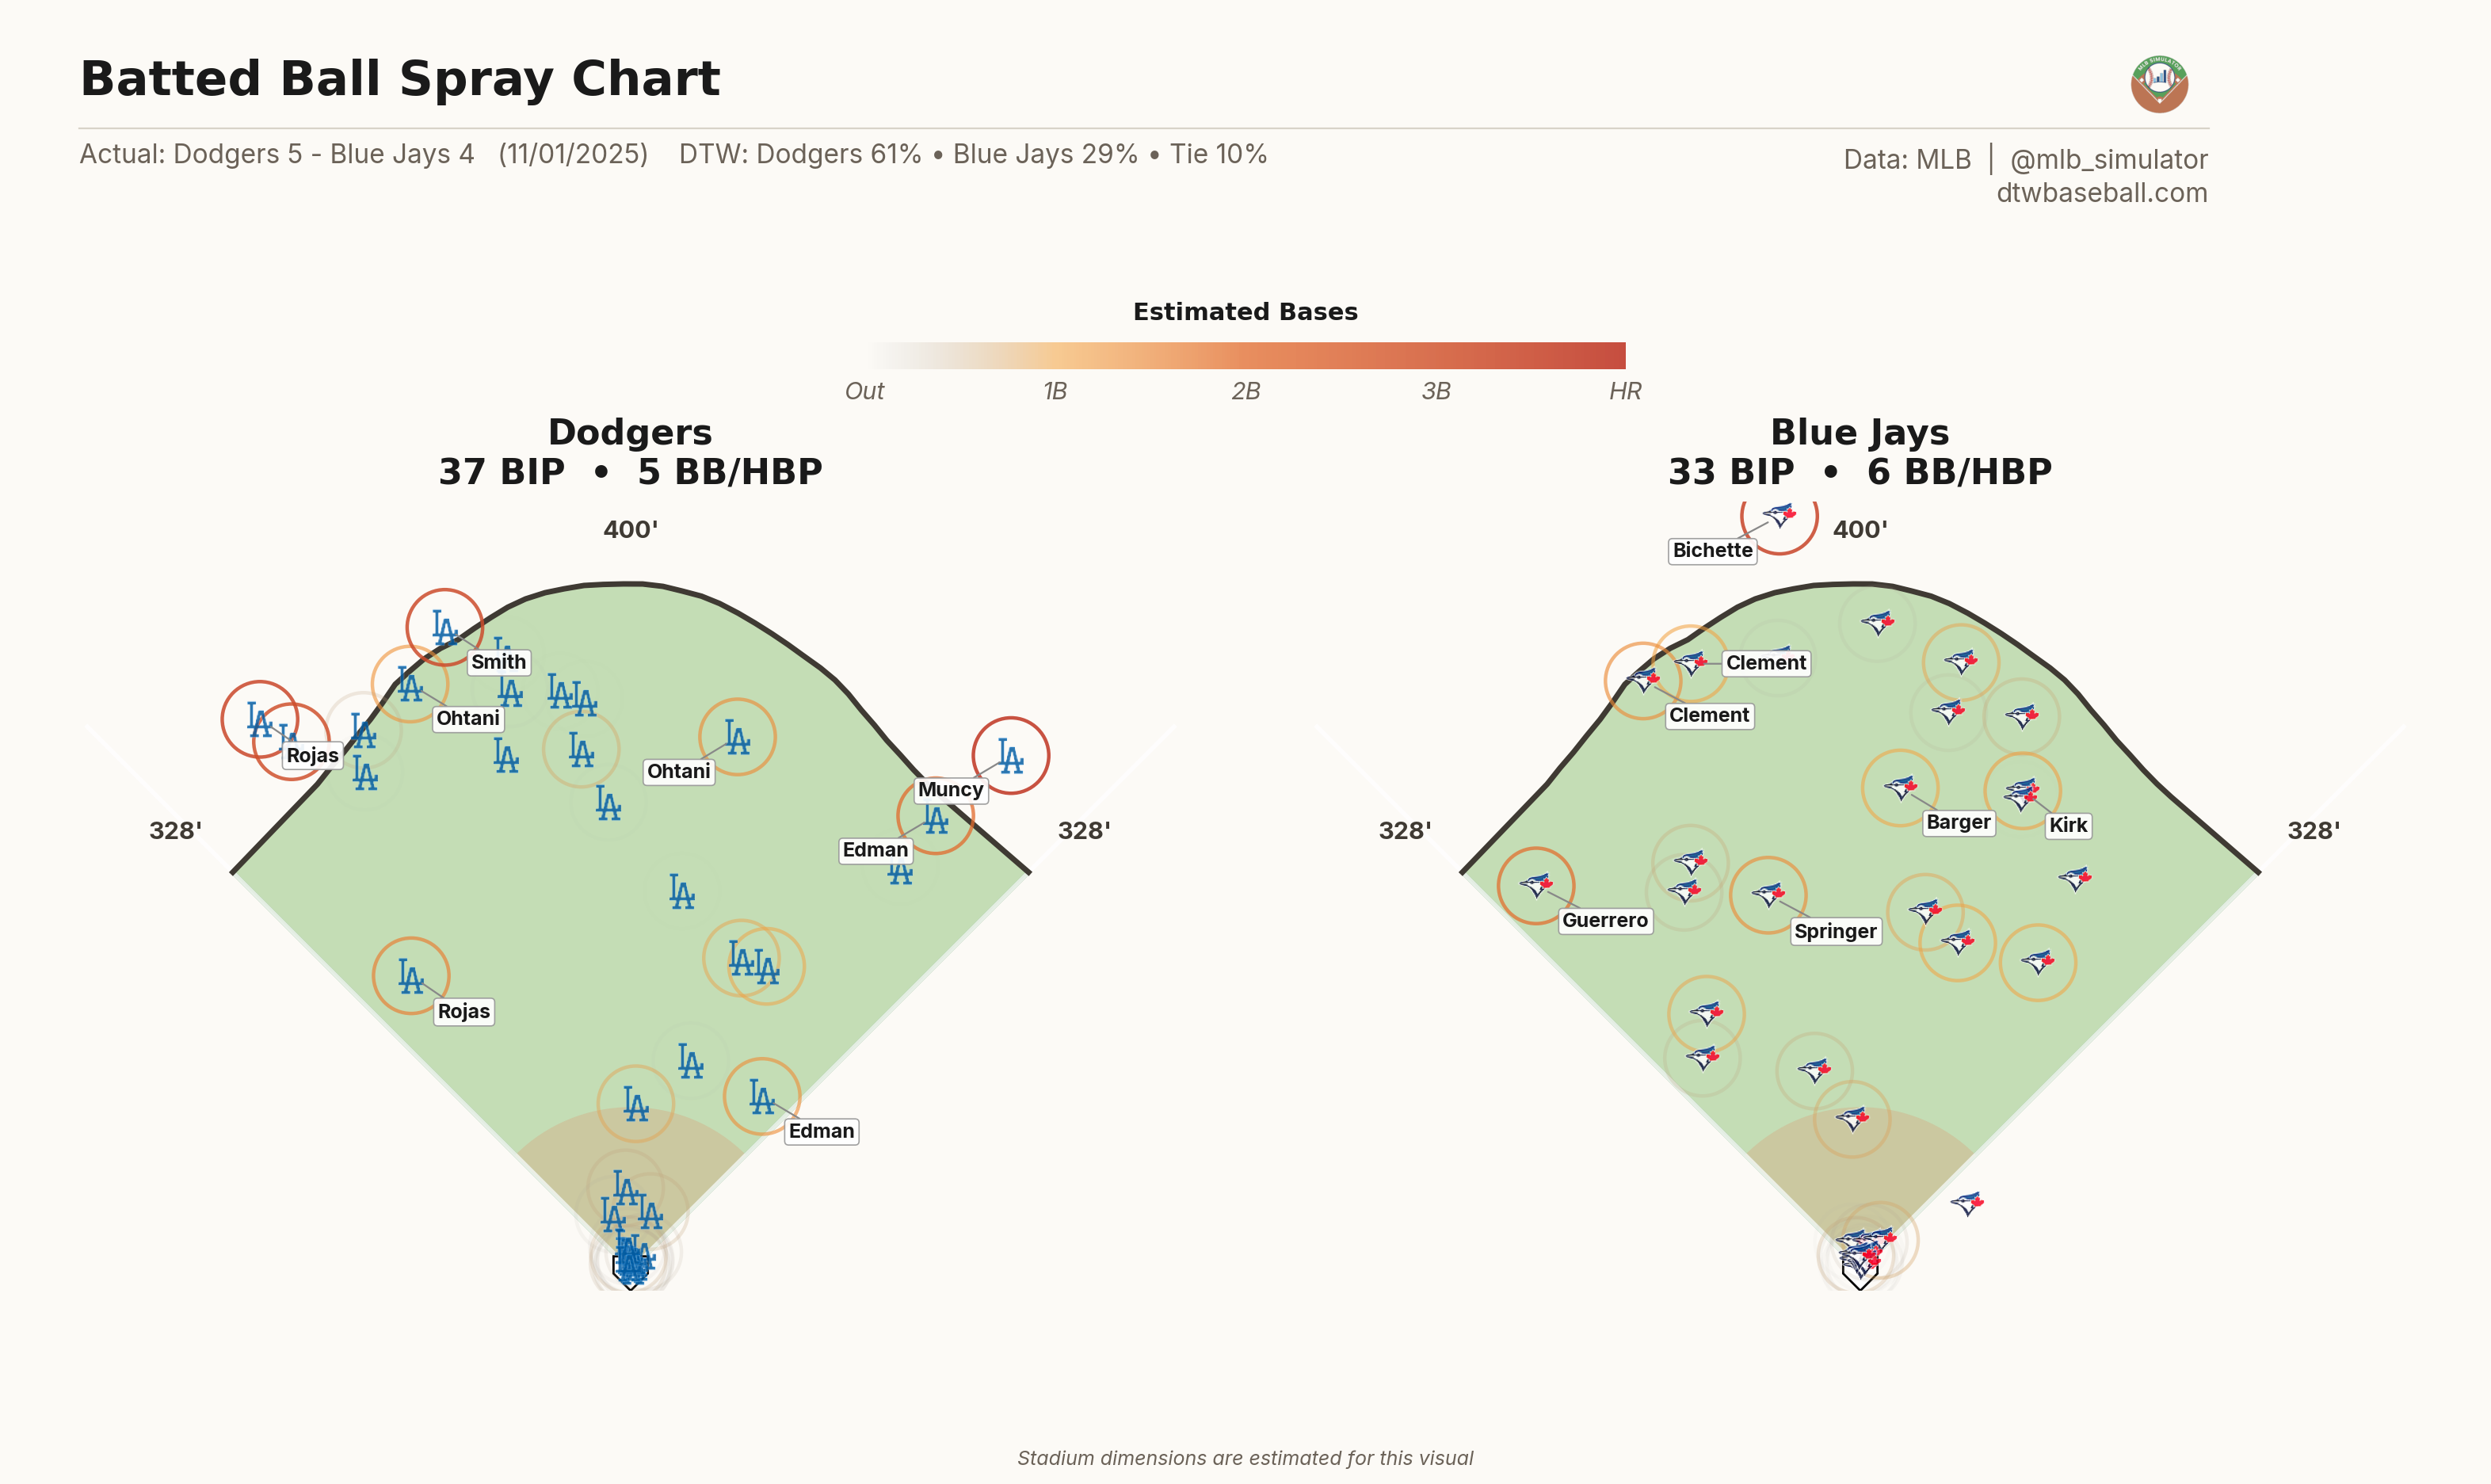 Batted Ball Spray Chart
MLB SIMULATOR
Actual: Dodgers 5 - Blue Jays 4 (11/01/2025) DTW: Dodgers 61% • Blue Jays 29% • Tie 10%
Data: MLB | @mlb_simulator
dtwbaseball.com
Estimated Bases
Out 1B 2B 3B HR
Dodgers
37 BIP • 5 BB/HBP
400'
328'
328'
Smith
Ohtani
Rojas
Ohtani
Muncy
Edman
Rojas
Edman
Blue Jays
33 BIP • 6 BB/HBP
400'
328'
328'
Bichette
Clement
Clement
Barger
Kirk
Guerrero
Springer
Stadium dimensions are estimated for this visual